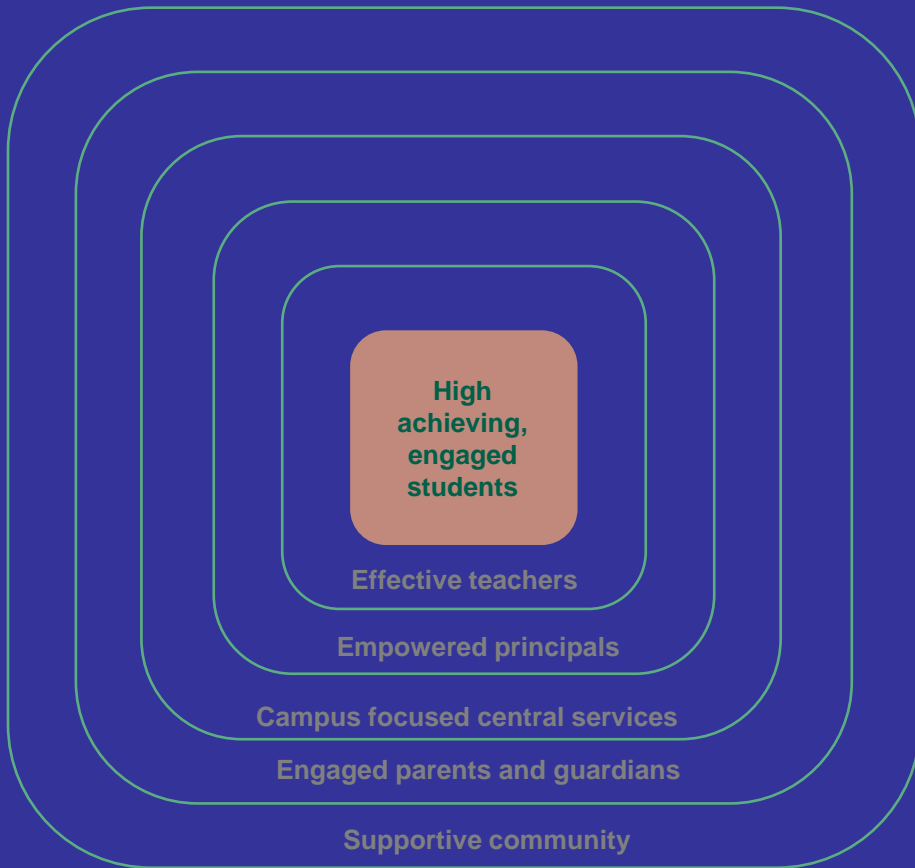 High
achieving,
engaged
students
Effective teachers
Empowered principals
Campus focused central services
Engaged parents and guardians
Supportive community